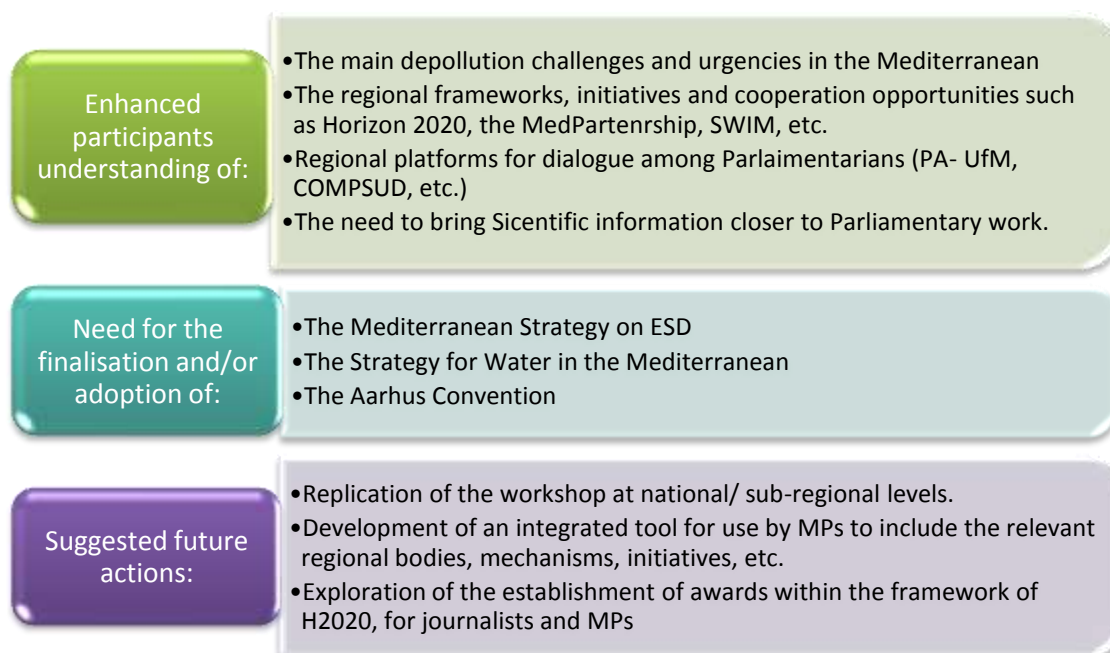 Enhanced
participants
understanding of:
•The main depollution challenges and urgencies in the Mediterranean
•The regional frameworks, initiatives and cooperation opportunities such
as Horizon 2020, the MedPartenrship, SWIM, etc.
•Regional platforms for dialogue among Parlaimentarians (PA- UfM,
COMPSUD, etc.)
•The need to bring Sicentific information closer to Parliamentary work.
Need for the
finalisation and/or
adoption of:
•The Mediterranean Strategy on ESD
•The Strategy for Water in the Mediterranean
•The Aarhus Convention
Suggested future
actions:
•Replication of the workshop at national/ sub-regional levels.
•Development of an integrated tool for use by MPs to include the relevant
regional bodies, mechanisms, initiatives, etc.
•Exploration of the establishment of awards within the framework of
H2020, for journalists and MPs